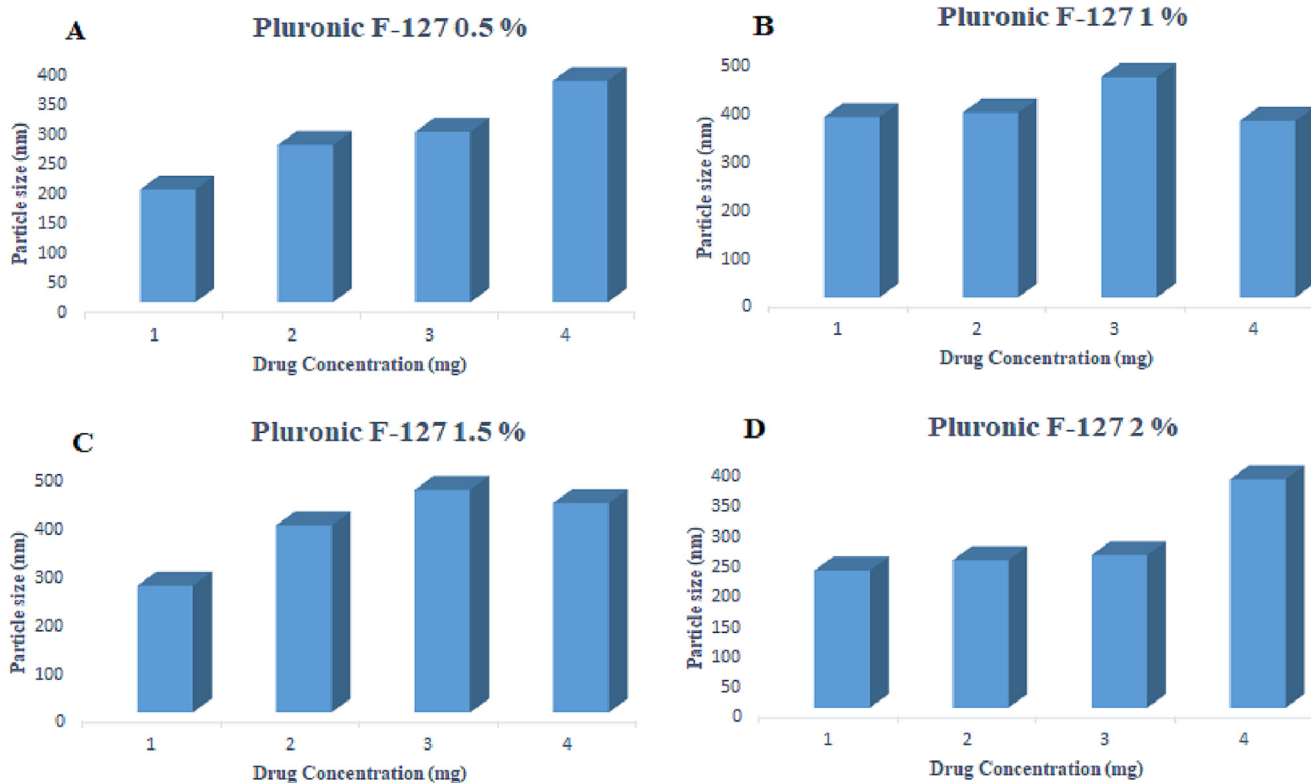 A
Pluronic F-127 0.5 %
Particle size (nm)
400
350
300
250
200
150
100
50
0
1 2 3 4
Drug Concentration (mg)
B
Pluronic F-127 1 %
Particle size (nm)
500
400
300
200
100
0
1 2 3 4
Drug Concentration (mg)
C
Pluronic F-127 1.5 %
Particle size (nm)
500
400
300
200
100
0
1 2 3 4
Drug Concentration (mg)
D
Pluronic F-127 2 %
Particle size (nm)
400
350
300
250
200
150
100
50
0
1 2 3 4
Drug Concentration (mg)